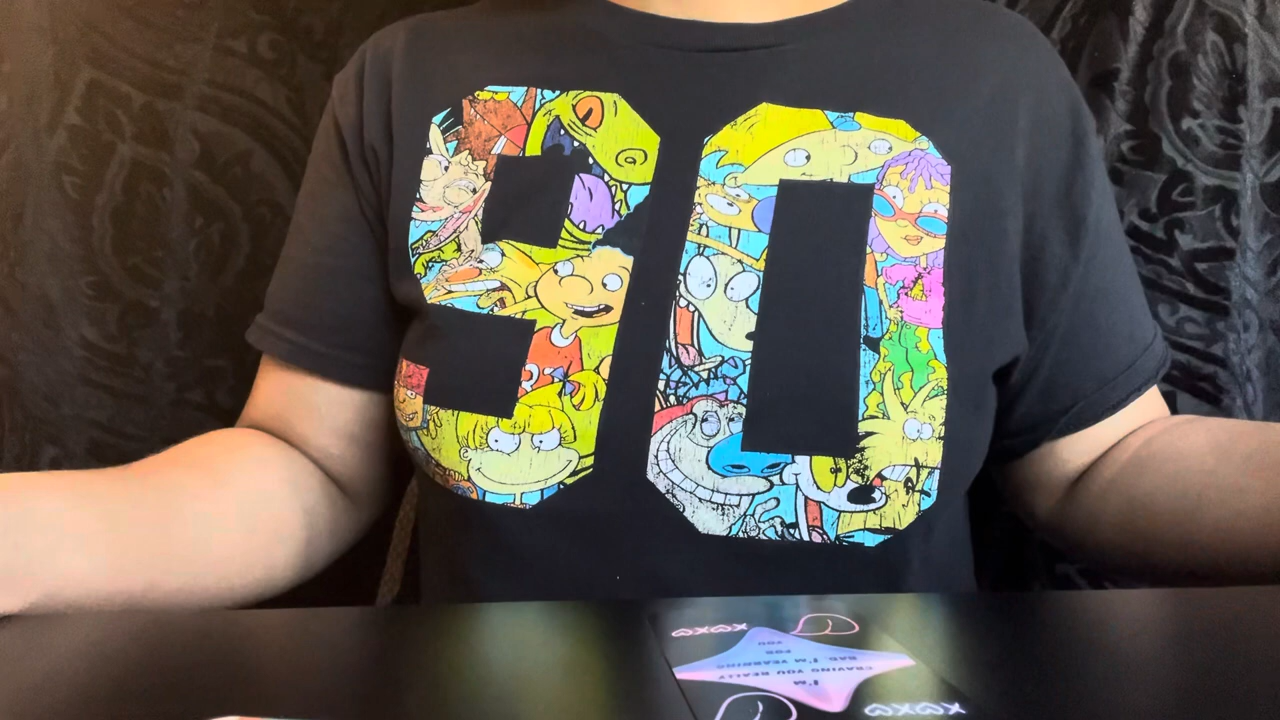 90
XOXO
I'M
CRAVING YOU REALLY
BAD, I'M YEARNING
FOR
YOU
XOXO